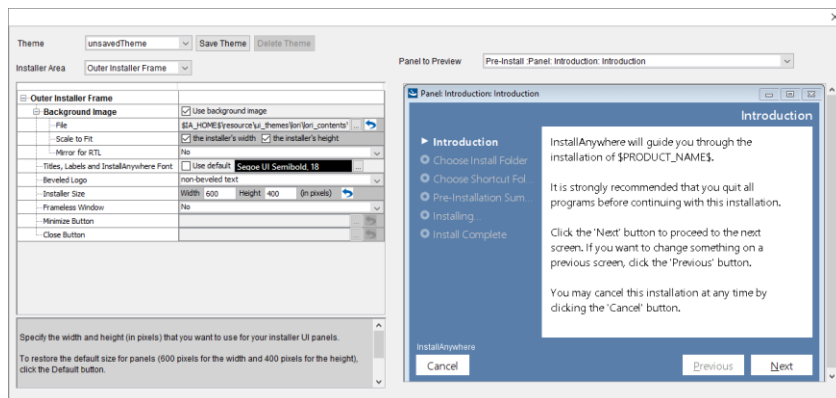 Theme
unsavedTheme
Save Theme
Delete Theme
Installer Area
Outer Installer Frame
Panel to Preview
Pre-Install :Panel: Introduction: Introduction
Outer Installer Frame
Background Image
Use background image
File
$IA_HOME$\resource\ui_themes\lori\lori_contents\
...
Scale to Fit
the installer's width
the installer's height
Mirror for RTL
No
Titles, Labels and InstallAnywhere Font
Use default
Segoe UI Semibold, 18
...
Beveled Logo
non-beveled text
Installer Size
Width 600 Height 400 (in pixels)
Frameless Window
No
Minimize Button
...
Close Button
...
Specify the width and height (in pixels) that you want to use for your installer UI panels.
To restore the default size for panels (600 pixels for the width and 400 pixels for the height),
click the Default button.
Panel: Introduction: Introduction
Introduction
Introduction
Choose Install Folder
Choose Shortcut Fol...
Pre-Installation Sum...
Installing...
Install Complete
InstallAnywhere will guide you through the
installation of $PRODUCT_NAME$.
It is strongly recommended that you quit all
programs before continuing with this installation.
Click the 'Next' button to proceed to the next
screen. If you want to change something on a
previous screen, click the 'Previous' button.
You may cancel this installation at any time by
clicking the 'Cancel' button.
InstallAnywhere
Cancel
Previous
Next